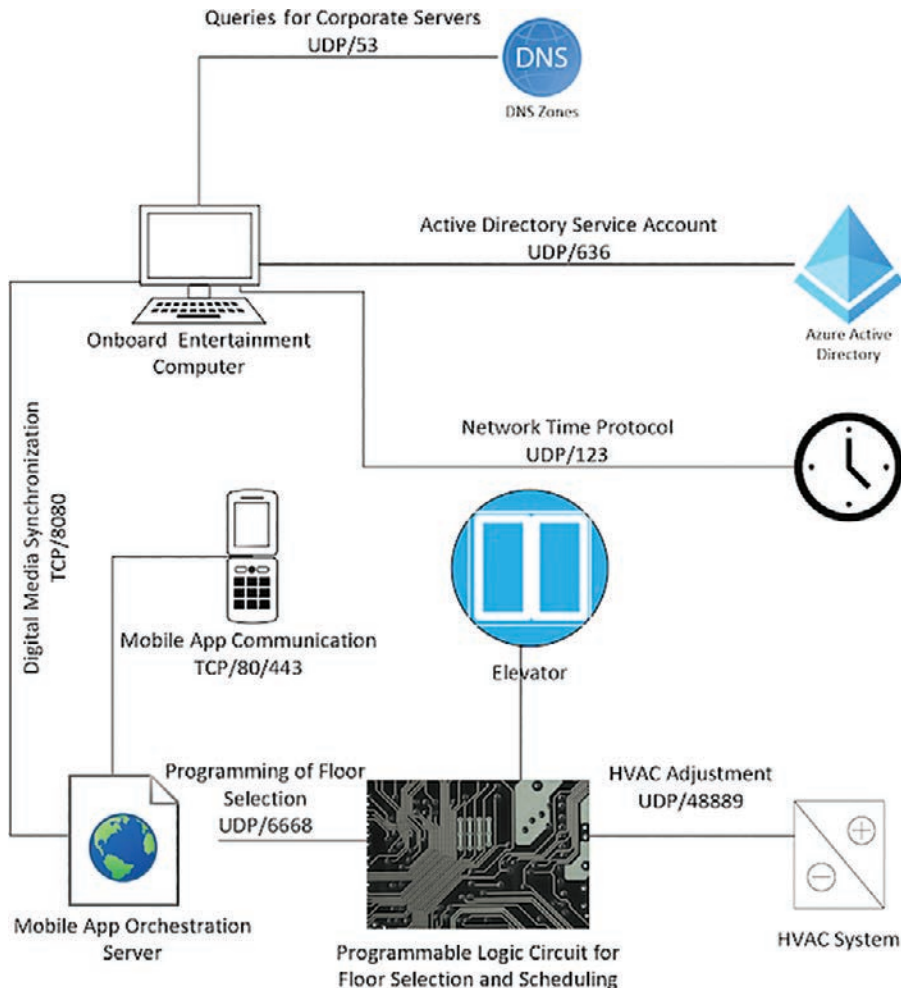 Queries for Corporate Servers
UDP/53
DNS
DNS Zones
Active Directory Service Account
UDP/636
Azure Active
Directory
Onboard Entertainment
Computer
Network Time Protocol
UDP/123
Digital Media Synchronization
TCP/8080
Mobile App Communication
TCP/80/443
Elevator
Programming of Floor
Selection
UDP/6668
HVAC Adjustment
UDP/48889
Mobile App Orchestration
Server
Programmable Logic Circuit for
Floor Selection and Scheduling
HVAC System